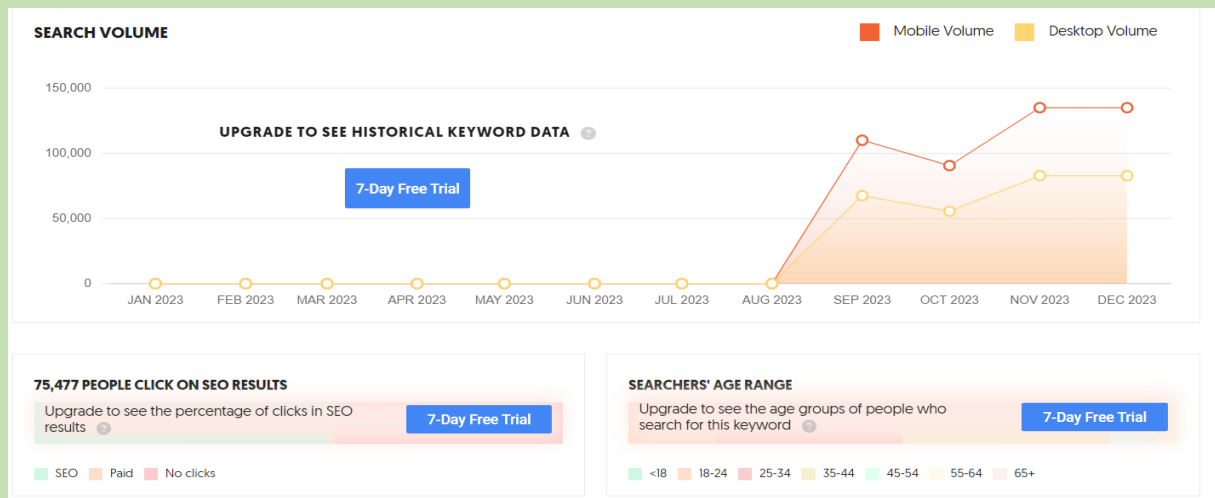 SEARCH VOLUME
Mobile Volume
Desktop Volume
150,000
UPGRADE TO SEE HISTORICAL KEYWORD DATA ?
100,000
7-Day Free Trial
50,000
0
JAN 2023 FEB 2023 MAR 2023 APR 2023 MAY 2023 JUN 2023 JUL 2023 AUG 2023 SEP 2023 OCT 2023 NOV 2023 DEC 2023
75,477 PEOPLE CLICK ON SEO RESULTS
Upgrade to see the percentage of clicks in SEO
results ?
7-Day Free Trial
SEO Paid No clicks
SEARCHERS' AGE RANGE
Upgrade to see the age groups of people who
search for this keyword ?
7-Day Free Trial
<18 18-24 25-34 35-44 45-54 55-64 65+